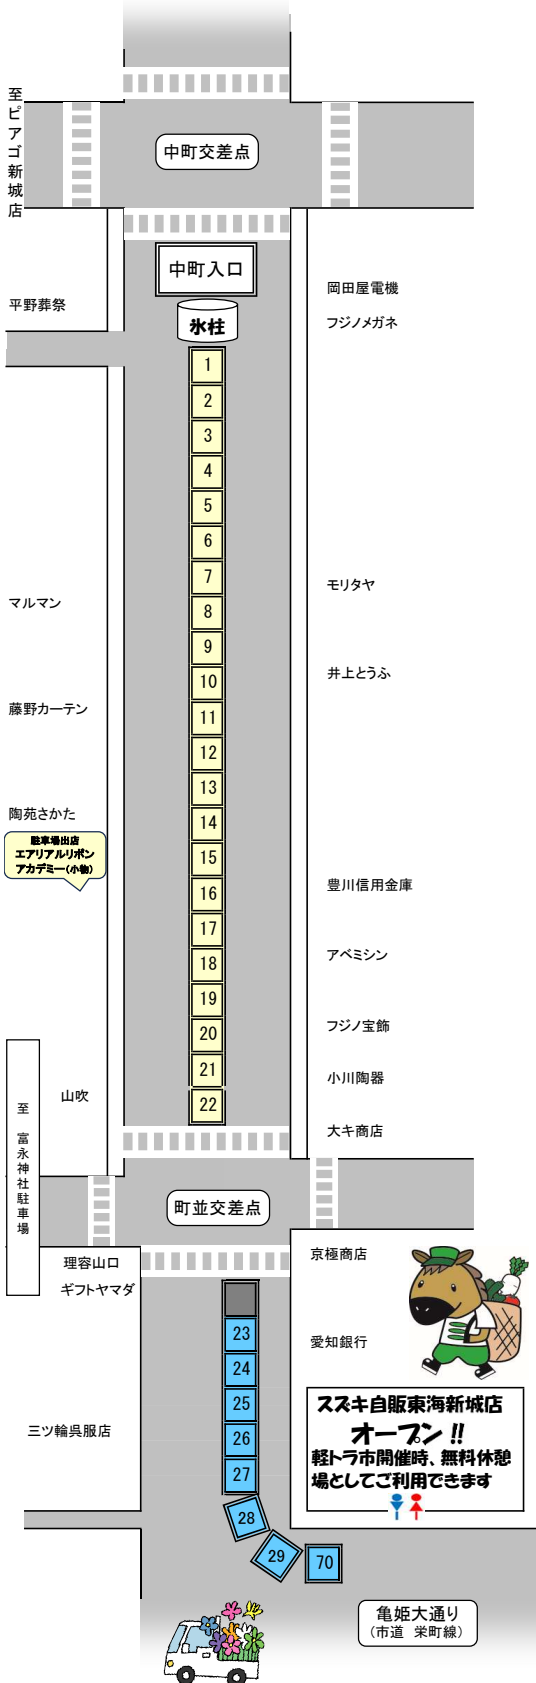 至ピアゴ新城店
中町交差点
中町入口
岡田屋電機
平野葬祭
フジノメガネ
氷柱
1
2
3
4
5
6
7
モリタヤ
マルマン
8
9
井上とうふ
10
藤野カーテン
11
12
13
陶苑さかた
14
駐車場出店
エアリアルリボン
アカデミー(小物)
15
豊川信用金庫
16
17
アベミシン
18
19
フジノ宝飾
20
21
小川陶器
山吹
22
至 富永神社駐車場
大キ商店
町並交差点
京極商店
理容山口
ギフトヤマダ
23
愛知銀行
24
25
スズキ自販東海新城店
オープン!!
軽トラ市開催時、無料休憩
場としてご利用できます
三ツ輪呉服店
26
27
28
29
70
亀姫大通り
(市道 栄町線)